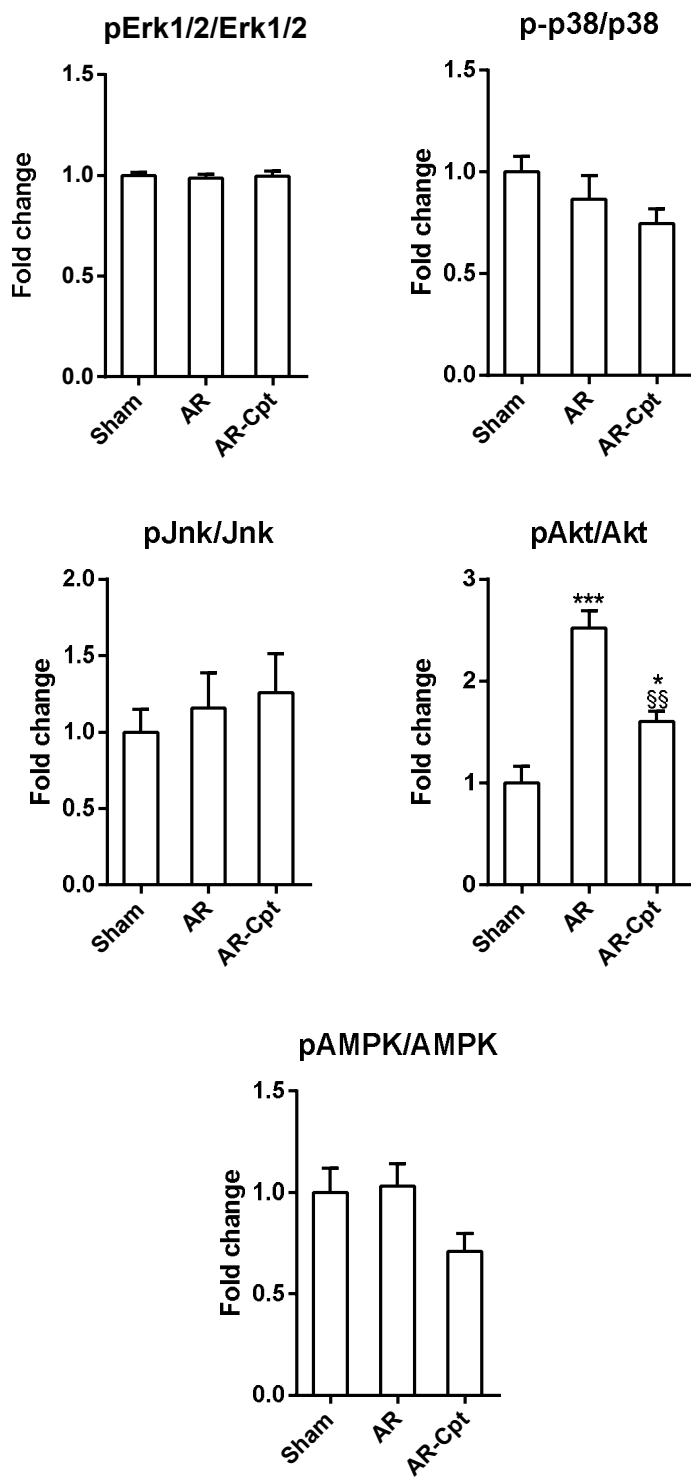 pErk1/2/Erk1/2
Fold change
1.5
1.0
0.5
0.0
Sham
AR
AR-Cpt
p-p38/p38
Fold change
1.5
1.0
0.5
0.0
Sham
AR
AR-Cpt
pJnk/Jnk
Fold change
2.0
1.5
1.0
0.5
0.0
Sham
AR
AR-Cpt
pAkt/Akt
Fold change
3
2
1
0
***
*
§§
Sham
AR
AR-Cpt
pAMPK/AMPK
Fold change
1.5
1.0
0.5
0.0
Sham
AR
AR-Cpt